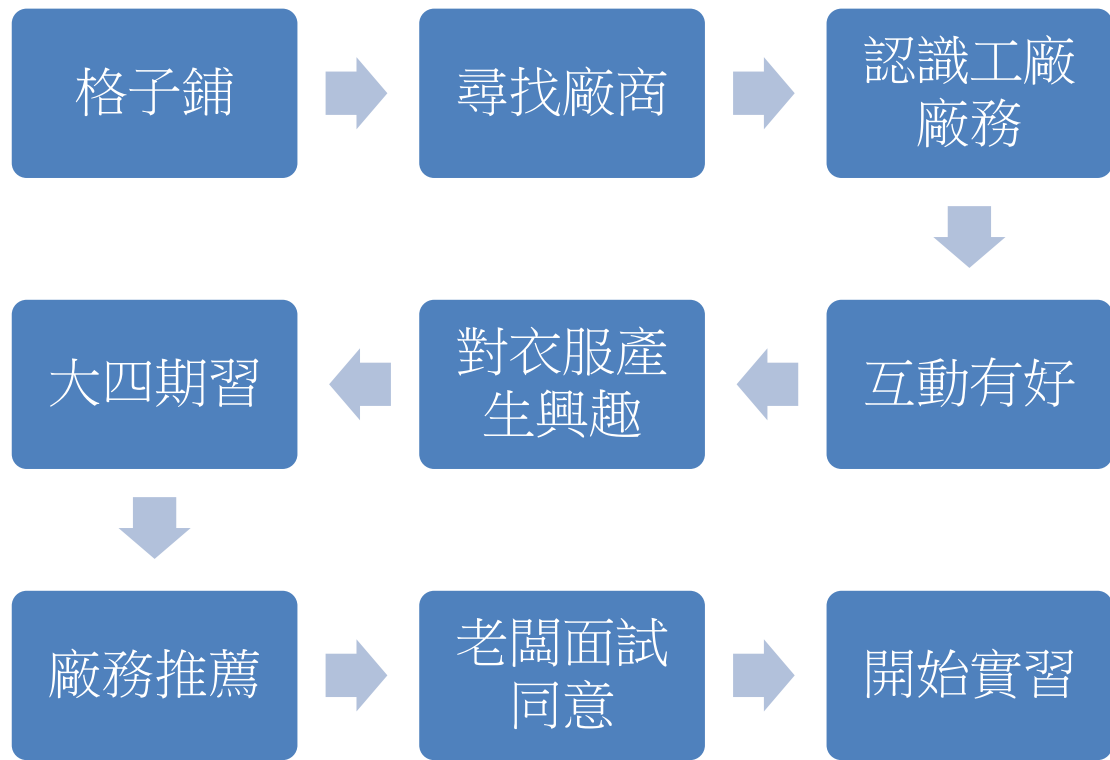 格子鋪
尋找廠商
認識工廠
廠務
互動有好
對衣服產
生興趣
大四期習
廠務推薦
老闆面試
同意
開始實習